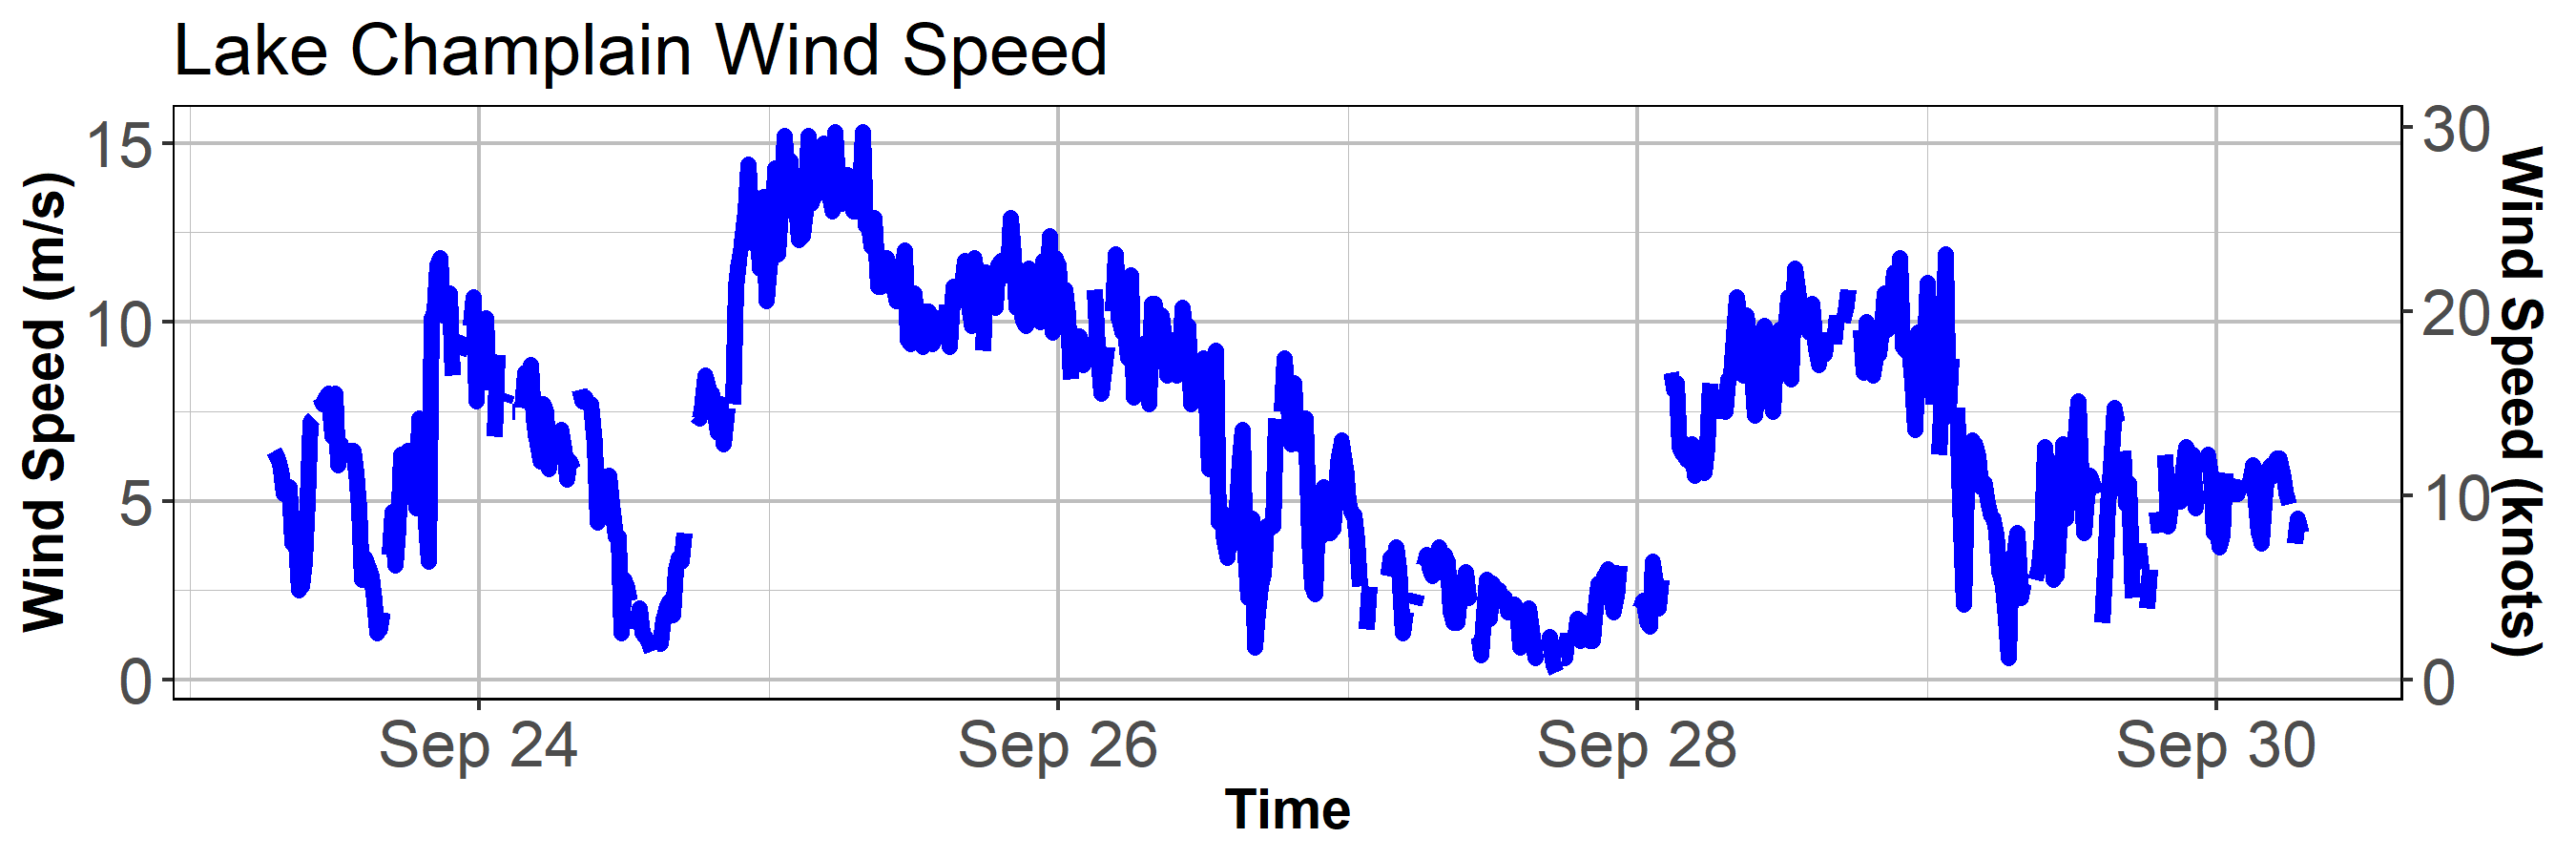 Lake Champlain Wind Speed
Wind Speed (m/s)
15
10
5
0
30
20
10
0
Wind Speed (knots)
Sep 24
Sep 26
Sep 28
Sep 30
Time